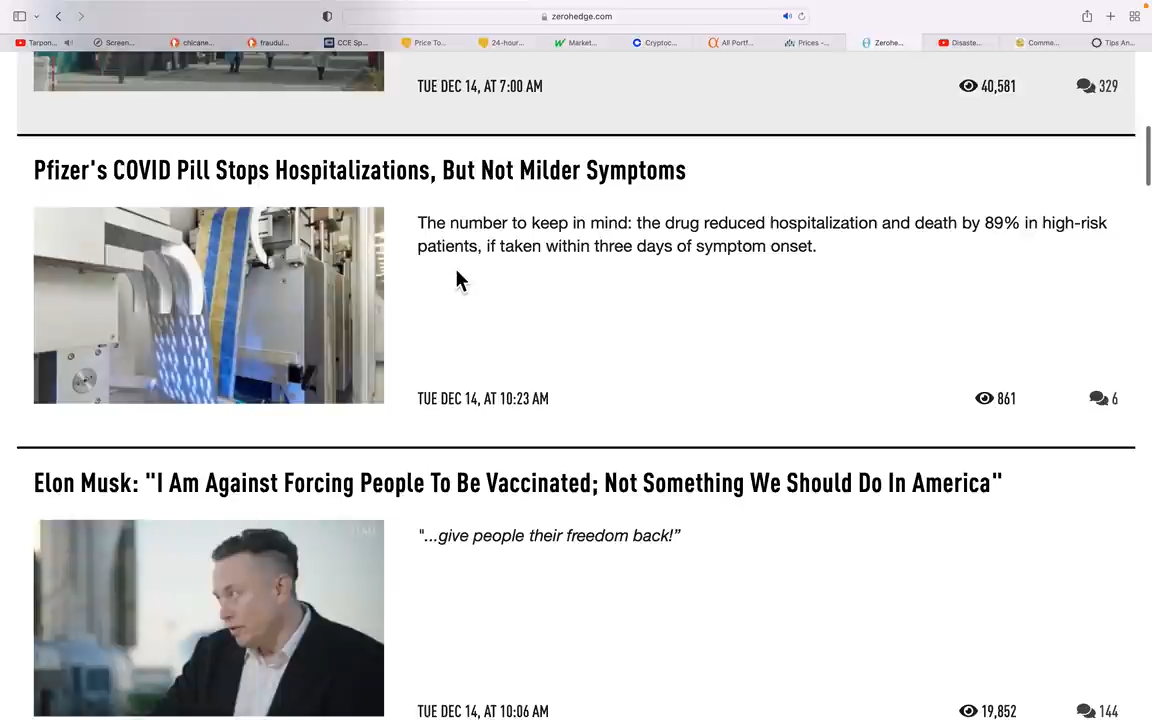 zerohedge.com
Tarpon...
Screen...
chicane...
fraudul...
CCE Sp...
Price To...
24-hour...
Market...
Cryptoc...
All Portf...
Prices -...
Zerohe...
Disaste...
Comme...
Tips An...
TUE DEC 14, AT 7:00 AM
40,581
329
Pfizer's COVID Pill Stops Hospitalizations, But Not Milder Symptoms
The number to keep in mind: the drug reduced hospitalization and death by 89% in high-risk
patients, if taken within three days of symptom onset.
TUE DEC 14, AT 10:23 AM
861
6
Elon Musk: "I Am Against Forcing People To Be Vaccinated; Not Something We Should Do In America"
"...give people their freedom back!”
TUE DEC 14, AT 10:06 AM
19,852
144